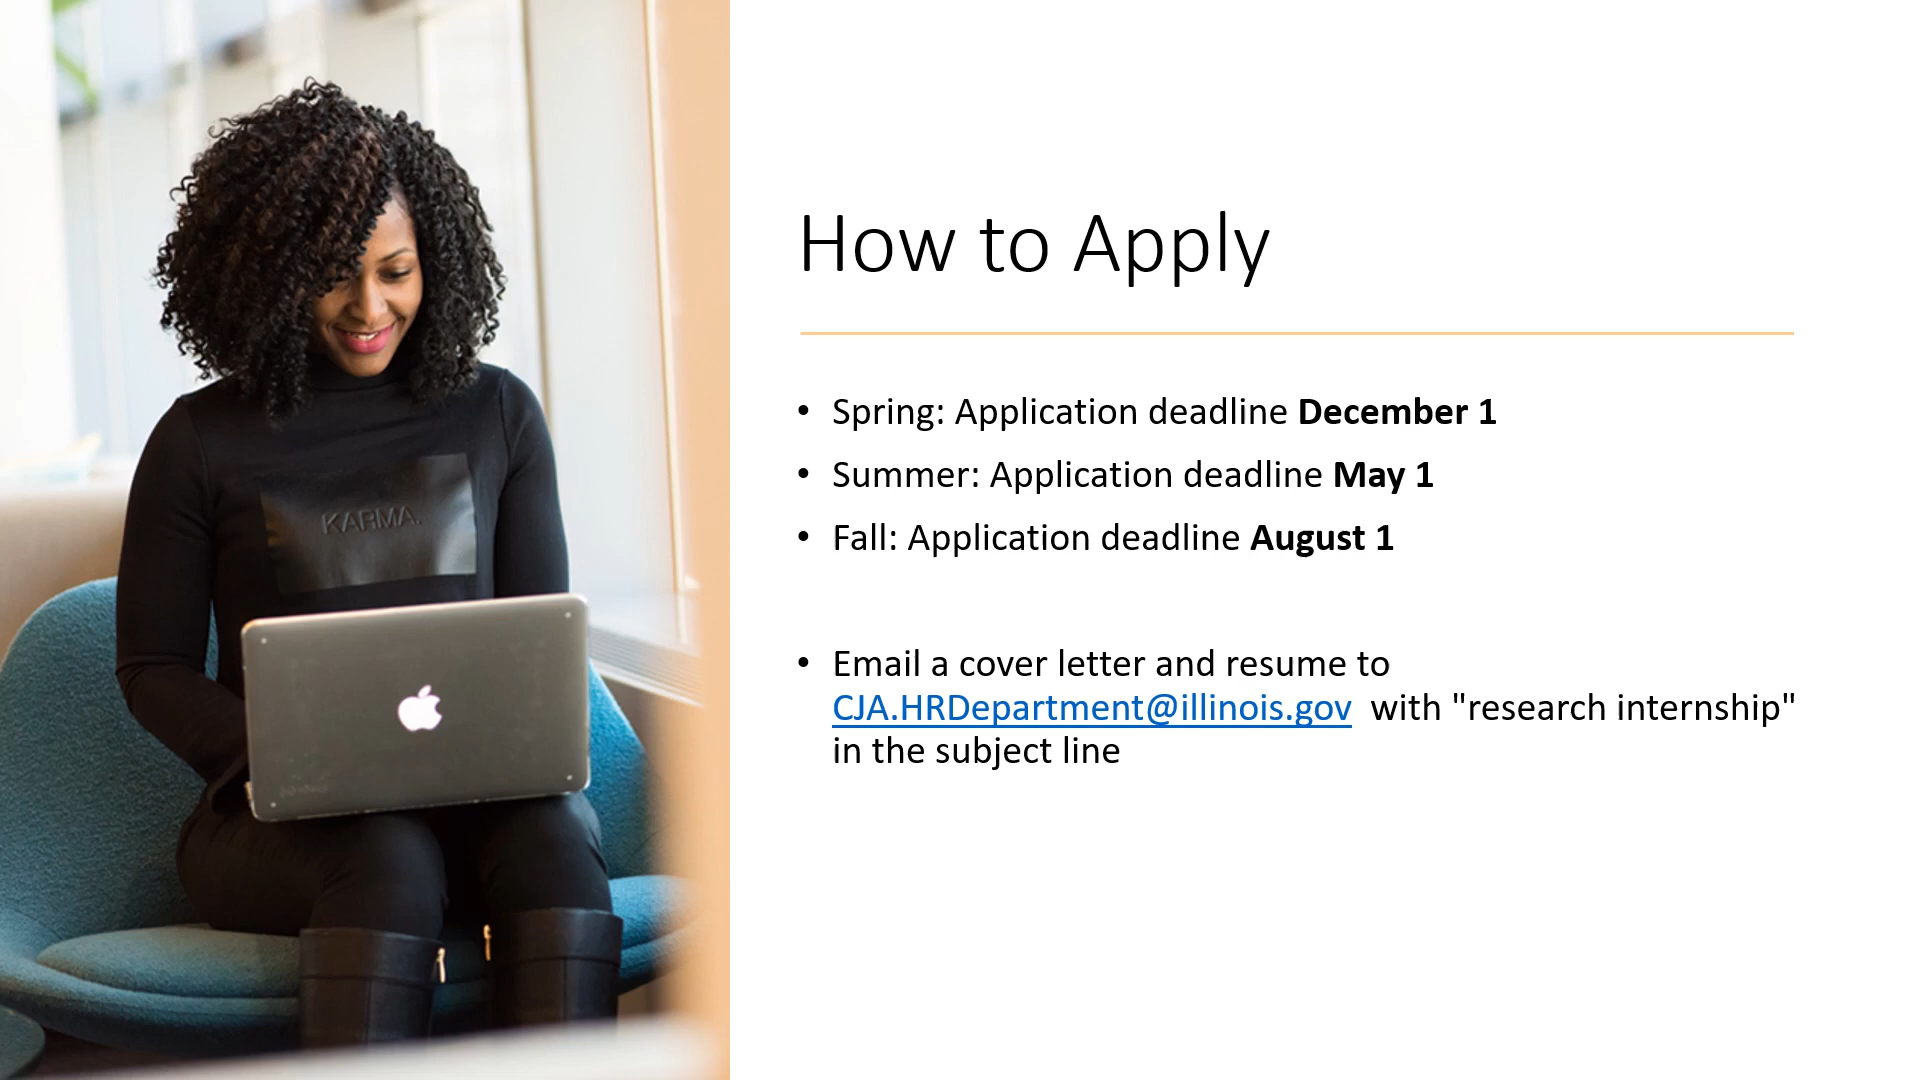 How to Apply
• Spring: Application deadline December 1
• Summer: Application deadline May 1
• Fall: Application deadline August 1
• Email a cover letter and resume to
CJA.HRDepartment@illinois.gov with "research internship"
in the subject line
KARMA.